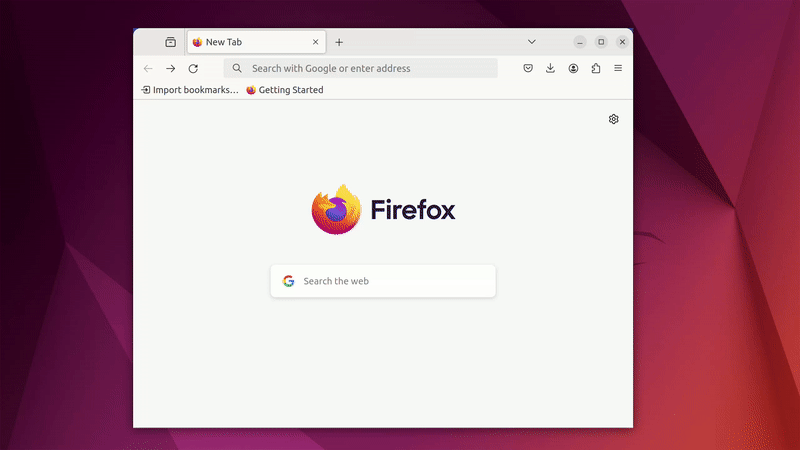 New Tab
Search with Google or enter address
Import bookmarks... Getting Started
Firefox
Search the web